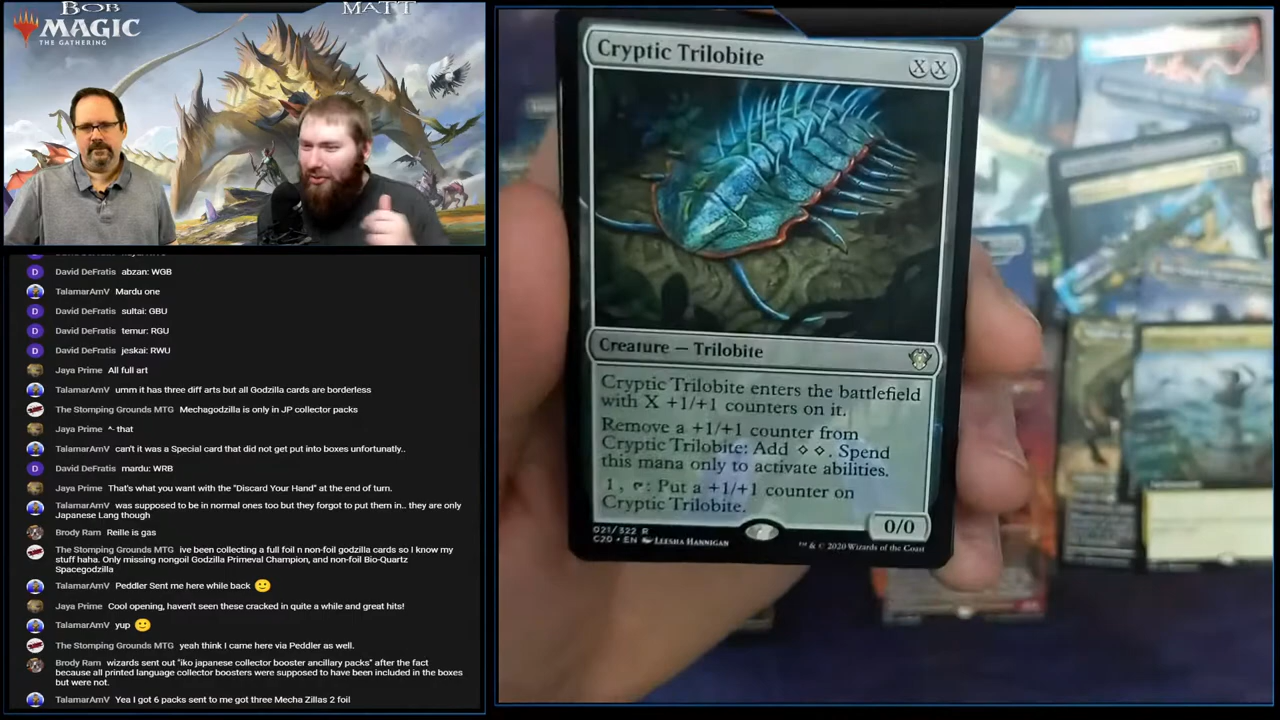 BOB
MATT
MAGIC
THE GATHERING
David DeFratis abzan: WGB
TalamarAmV Mardu one
D David DeFratis sultai: GBU
D David DeFratis temur: RGU
D David DeFratis jeskai: RWU
Jaya Prime All full art
TalamarAmV umm it has three diff arts but all Godzilla cards are borderless
The Stomping Grounds MTG Mechagodzilla is only in JP collector packs
Jaya Prime ^- that
TalamarAmV can't it was a Special card that did not get put into boxes unfortunatly..
D David DeFratis mardu: WRB
Jaya Prime That's what you want with the "Discard Your Hand" at the end of turn.
TalamarAmV was supposed to be in normal ones too but they forgot to put them in.. they are only
Japanese Lang though
Brody Ram Reille is gas
The Stomping Grounds MTG ive been collecting a full foil n non-foil godzilla cards so I know my
stuff haha. Only missing nongoil Godzilla Primeval Champion, and non-foil Bio-Quartz
Spacegodzilla
TalamarAmV Peddler Sent me here while back 🙂
Jaya Prime Cool opening, haven't seen these cracked in quite a while and great hits!
TalamarAmV yup 🙂
The Stomping Grounds MTG yeah think I came here via Peddler as well.
Brody Ram wizards sent out "iko japanese collector booster ancillary packs" after the fact
because all printed language collector boosters were supposed to have been included in the boxes
but were not.
TalamarAmV Yea I got 6 packs sent to me got three Mecha Zillas 2 foil
Cryptic Trilobite XX
Creature — Trilobite
Cryptic Trilobite enters the battlefield
with X +1/+1 counters on it.
Remove a +1/+1 counter from
Cryptic Trilobite: Add ◇◇. Spend
this mana only to activate abilities.
1, : Put a +1/+1 counter on
Cryptic Trilobite.
0/0
021/322 R
C20 • EN LEESHA HANNIGAN
™ & © 2020 Wizards of the Coast